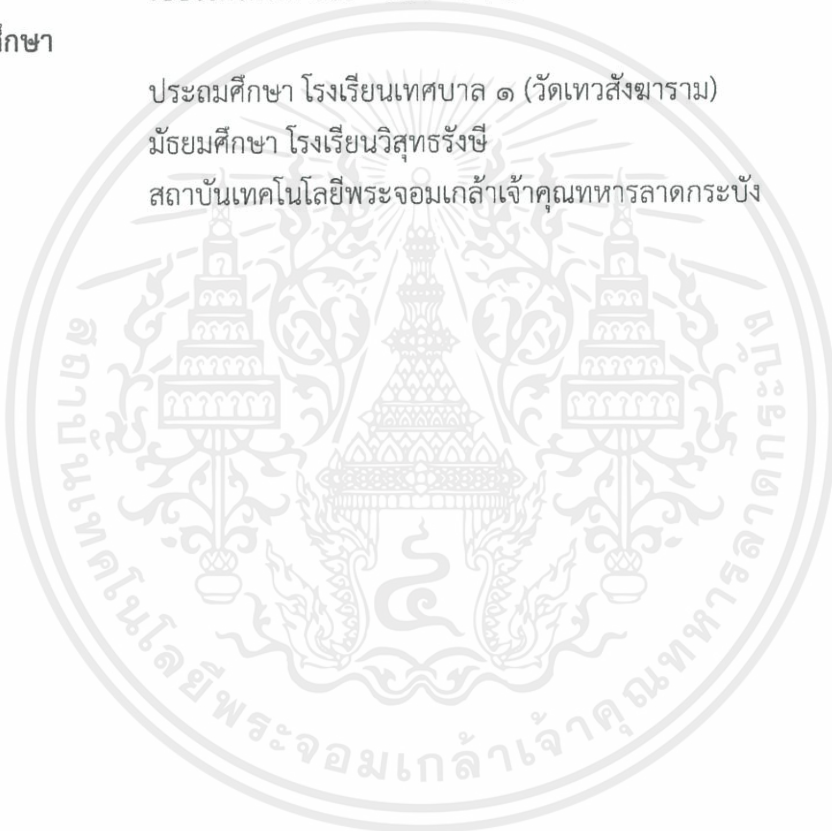 ประถมศึกษา โรงเรียนเทศบาล ๑ (วัดเทวสังฆาราม)
มัธยมศึกษา โรงเรียนวิสุทธรังษี
สถาบันเทคโนโลยีพระจอมเกล้าเจ้าคุณทหารลาดกระบัง
สถาบันเทคโนโลยีพระจอมเกล้าเจ้าคุณทหารลาดกระบัง